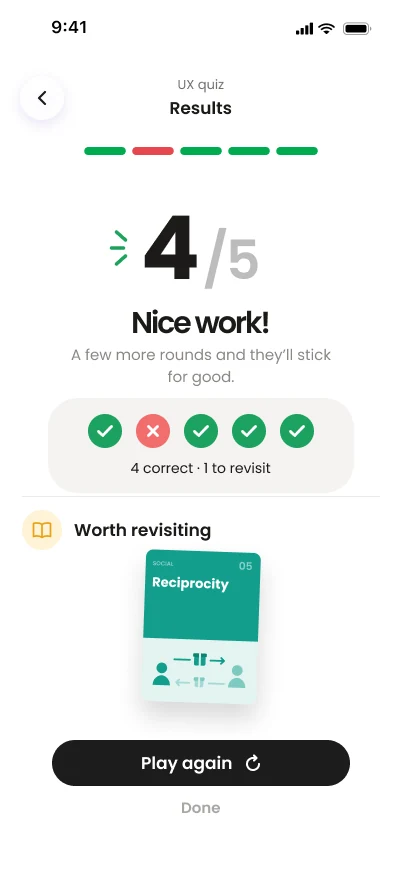 9:41
UX quiz
Results
4/5
Nice work!
A few more rounds and they’ll stick
for good.
4 correct · 1 to revisit
Worth revisiting
SOCIAL
05
Reciprocity
Play again
Done